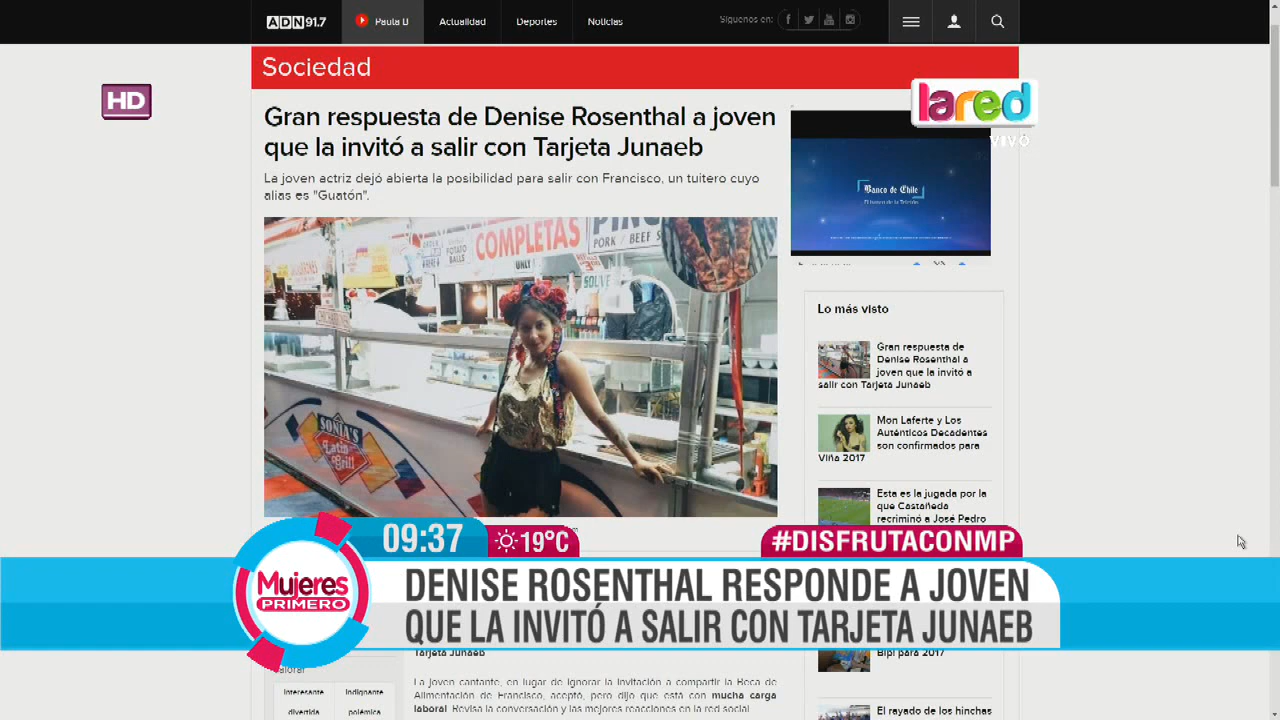 ADN 91.7
Pauta U
Actualidad
Deportes
Noticias
Síguenos en:
Sociedad
HD
lared
VIVO
Gran respuesta de Denise Rosenthal a joven
que la invitó a salir con Tarjeta Junaeb
La joven actriz dejó abierta la posibilidad para salir con Francisco, un tuitero cuyo
alias es "Guatón".
Banco de Chile
COMPLETAS
ONLY
POTATO
BALLS
PORK / BEEF
SOLVE
SONIA'S
Latin
Grill
Lo más visto
Gran respuesta de
Denise Rosenthal a
joven que la invitó a
salir con Tarjeta Junaeb
Mon Laferte y Los
Auténticos Decadentes
son confirmados para
Viña 2017
Esta es la jugada por la
que Castañeda
recriminó a José Pedro
09:37
19°C
#DISFRUTACONMP
Mujeres
PRIMERO
DENISE ROSENTHAL RESPONDE A JOVEN
QUE LA INVITÓ A SALIR CON TARJETA JUNAEB
Tarjeta Junaeb
Bip! para 2017
Valorar
Interesante
Indignante
divertida
polémica
La joven cantante, en lugar de ignorar la invitación a compartir la Beca de
Alimentación de Francisco, aceptó, pero dijo que está con mucha carga
laboral. Revisa la conversación y las mejores reacciones en la red social.
El rayado de los hinchas